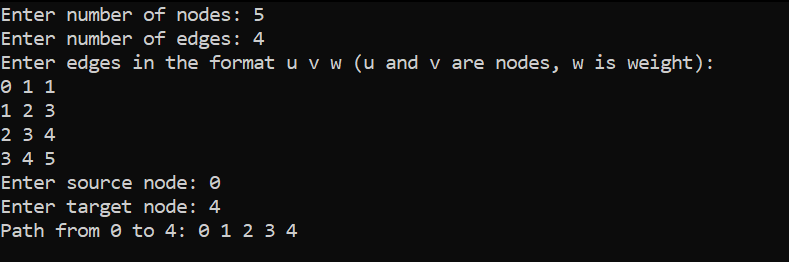 Enter number of nodes: 5
Enter number of edges: 4
Enter edges in the format u v w (u and v are nodes, w is weight):
0 1 1
1 2 3
2 3 4
3 4 5
Enter source node: 0
Enter target node: 4
Path from 0 to 4: 0 1 2 3 4